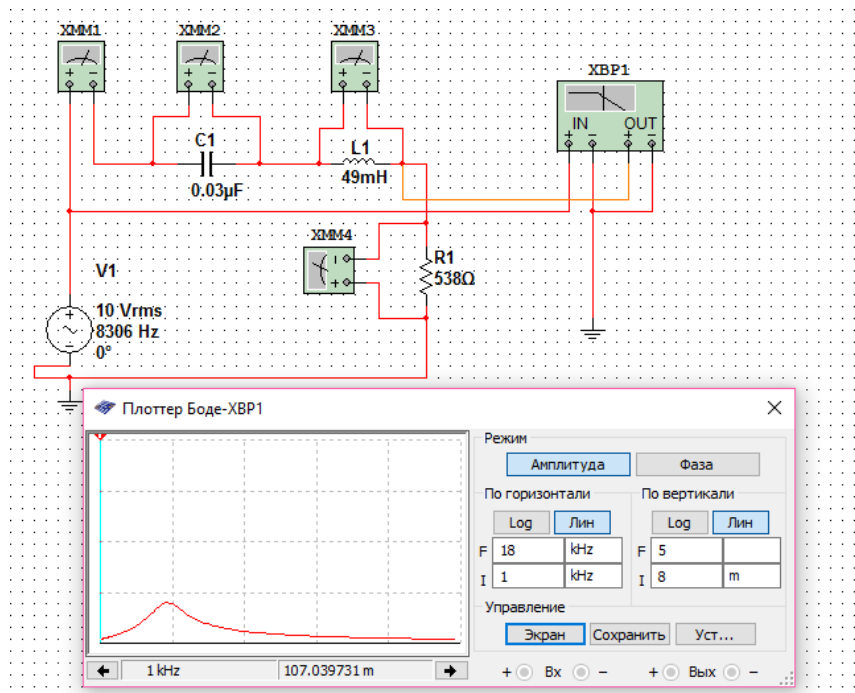 XMM1 XMM2 XMM3
XBP1
IN OUT
C1
0.03µF
L1
49mH
XMM4
R1
538Ω
V1
10 Vrms
8306 Hz
0°
Плоттер Боде-XBP1
Режим
Амплитуда Фаза
По горизонтали По вертикали
Log Лин Log Лин
F 18 kHz F 5
I 1 kHz I 8 m
Управление
Экран Сохранить Уст...
1 kHz 107.039731 m
+ Вх − + Вых −